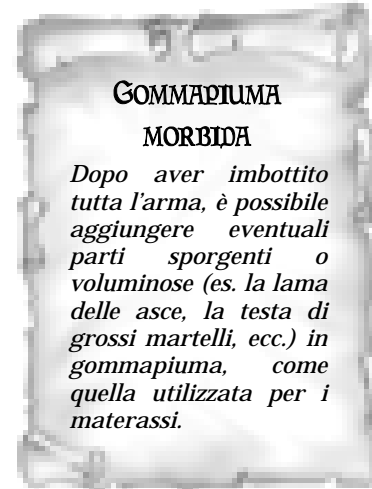 GOMMAPIUMA
MORBIDA
Dopo aver imbottito
tutta l'arma, è possibile
aggiungere eventuali
parti sporgenti o
voluminose (es. la lama
delle asce, la testa di
grossi martelli, ecc.) in
gommapiuma, come
quella utilizzata per i
materassi.